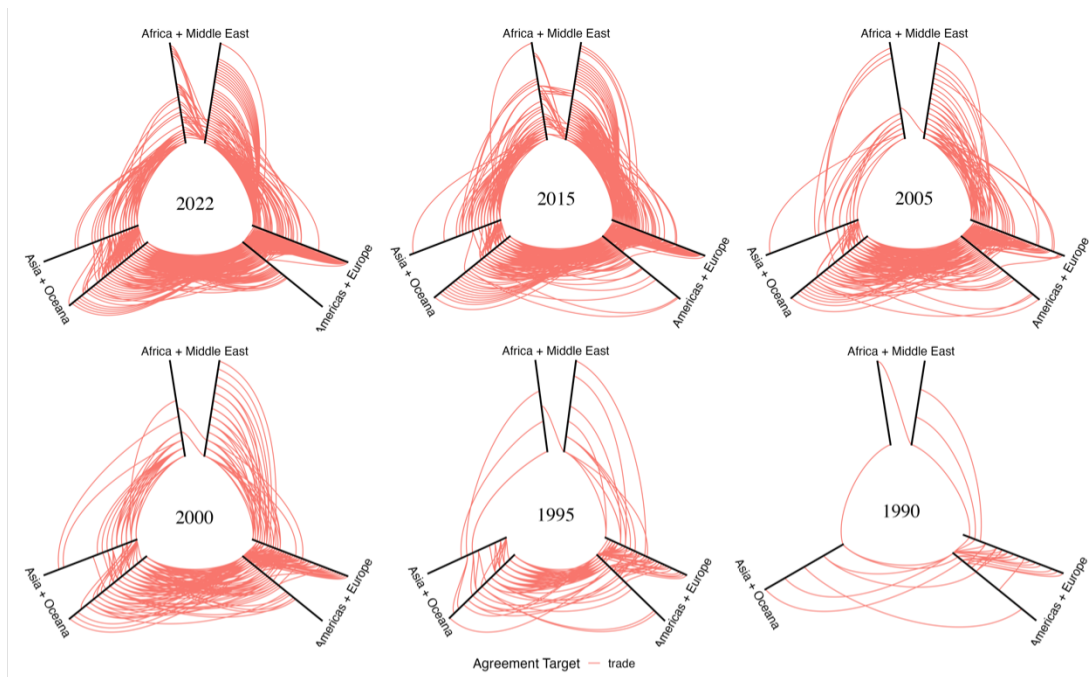 Africa + Middle East
2022
Asia + Oceana
Americas + Europe
Africa + Middle East
2015
Asia + Oceana
Americas + Europe
Africa + Middle East
2005
Asia + Oceana
Americas + Europe
Africa + Middle East
2000
Asia + Oceana
Americas + Europe
Africa + Middle East
1995
Asia + Oceana
Americas + Europe
Africa + Middle East
1990
Asia + Oceana
Americas + Europe
Agreement Target trade